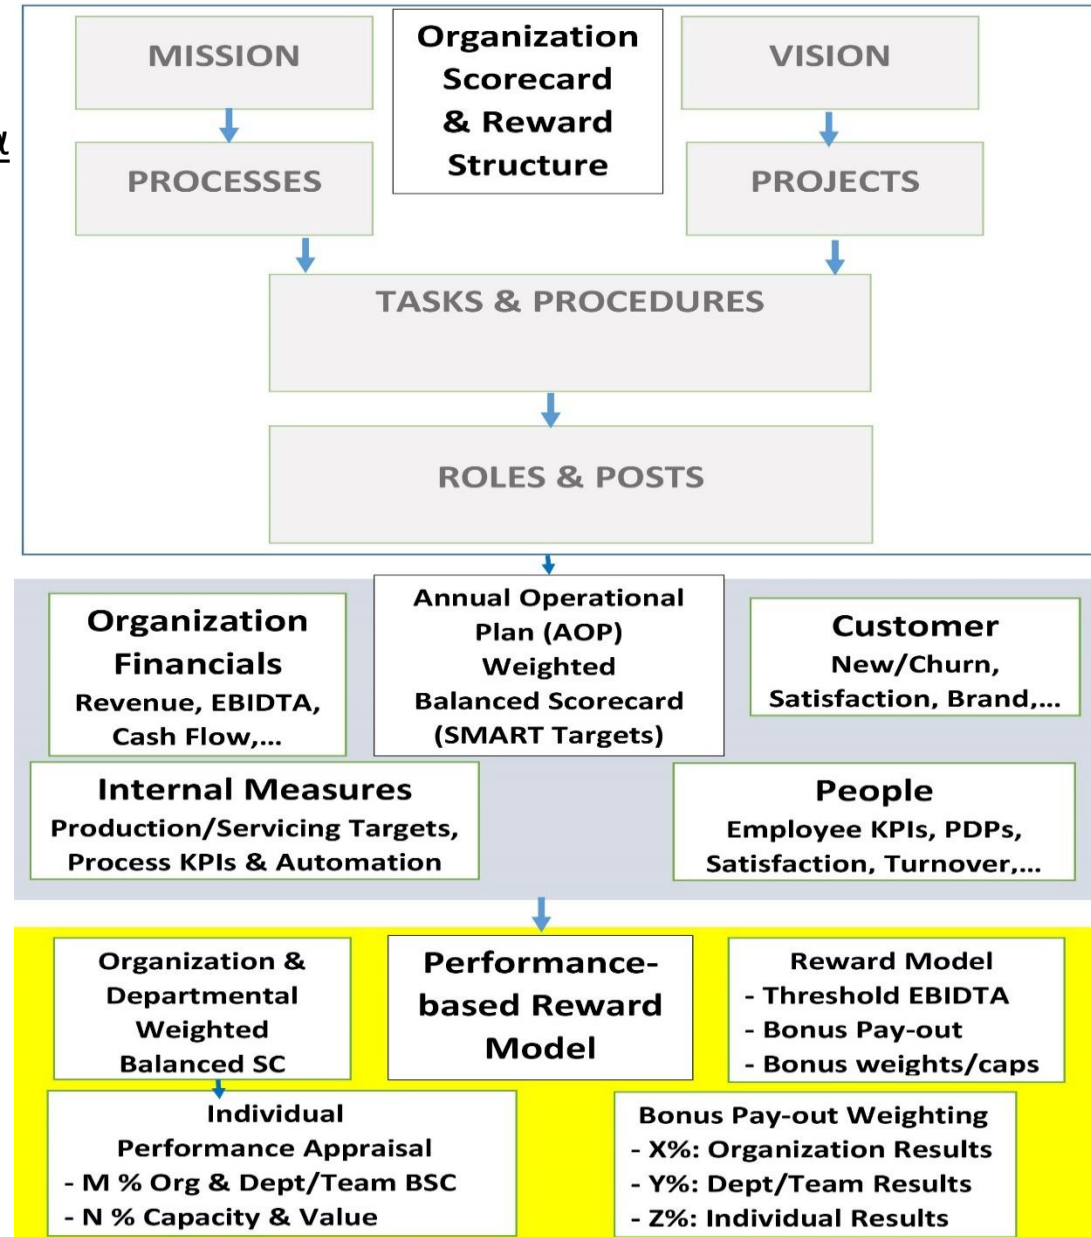 MISSION
Organization
Scorecard
& Reward
Structure
VISION
PROCESSES
PROJECTS
TASKS & PROCEDURES
ROLES & POSTS
Organization
Financials
Revenue, EBIDTA,
Cash Flow,...
Annual Operational
Plan (AOP)
Weighted
Balanced Scorecard
(SMART Targets)
Customer
New/Churn,
Satisfaction, Brand,...
Internal Measures
Production/Servicing Targets,
Process KPIs & Automation
People
Employee KPIs, PDPs,
Satisfaction, Turnover,...
Organization &
Departmental
Weighted
Balanced SC
Performance-
based Reward
Model
Reward Model
- Threshold EBIDTA
- Bonus Pay-out
- Bonus weights/caps
Individual
Performance Appraisal
- M % Org & Dept/Team BSC
- N % Capacity & Value
Bonus Pay-out Weighting
- X%: Organization Results
- Y%: Dept/Team Results
- Z%: Individual Results